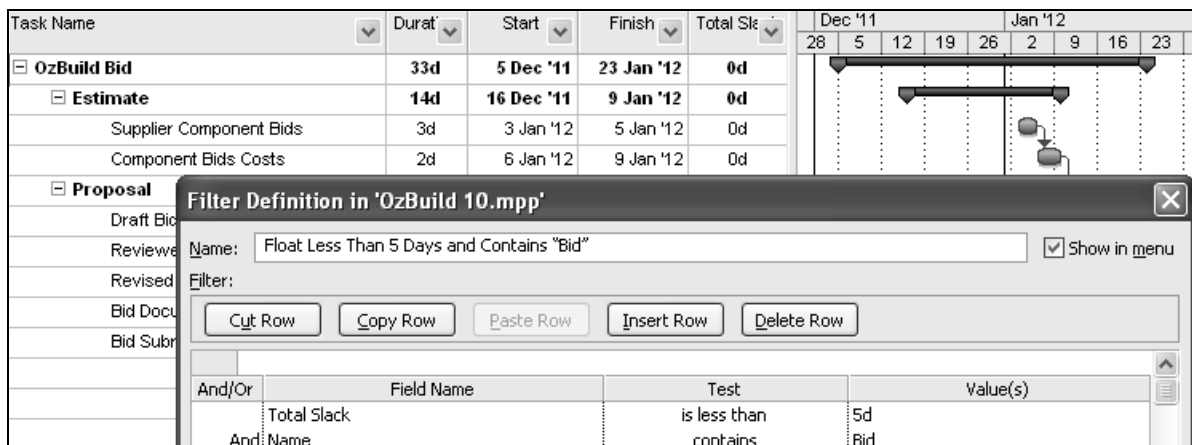 Task Name Durat Start Finish Total Sla Dec '11 Jan '12
28 5 12 19 26 2 9 16 23
OzBuild Bid 33d 5 Dec '11 23 Jan '12 0d
Estimate 14d 16 Dec '11 9 Jan '12 0d
Supplier Component Bids 3d 3 Jan '12 5 Jan '12 0d
Component Bids Costs 2d 6 Jan '12 9 Jan '12 0d
Proposal
Filter Definition in 'OzBuild 10.mpp'
Draft Bid
Reviewe
Name: Float Less Than 5 Days and Contains "Bid" Show in menu
Revised
Filter:
Bid Docu
Cut Row Copy Row Paste Row Insert Row Delete Row
Bid Subr
And/Or Field Name Test Value(s)
Total Slack is less than 5d
And Name contains Bid